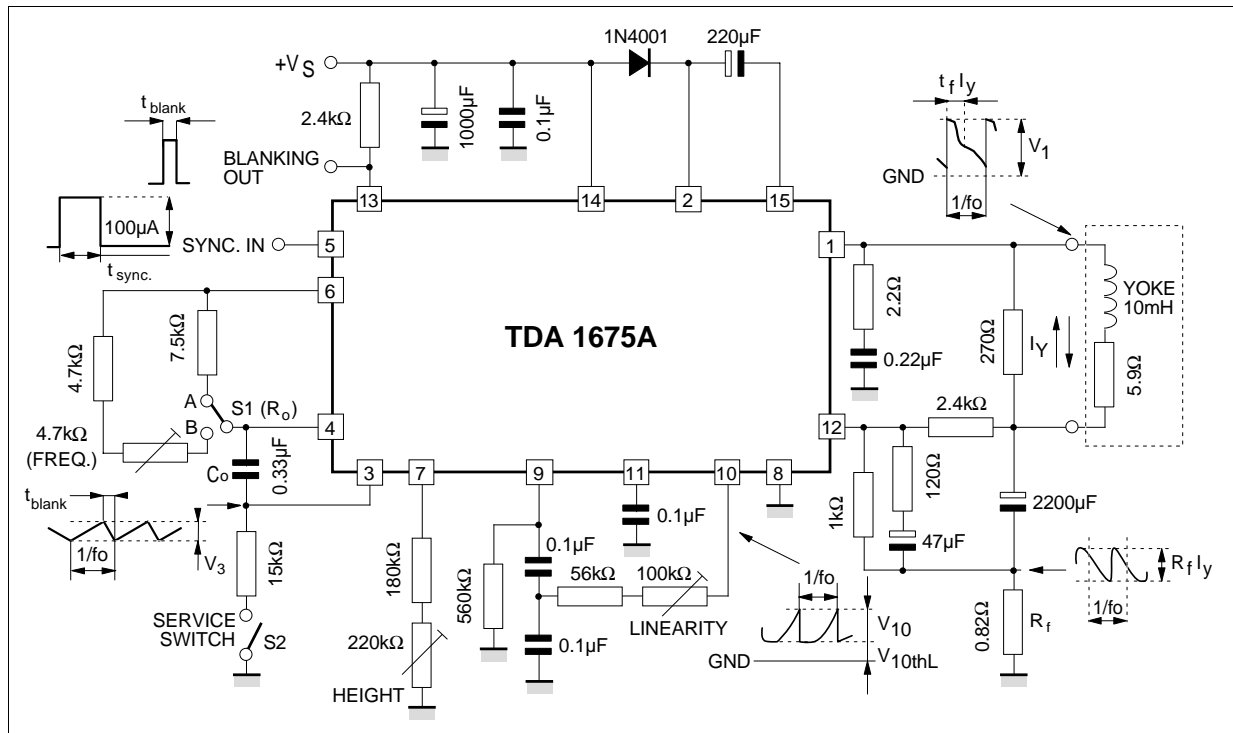 1N4001
220µF
+VS
2.4kΩ
1000µF
0.1µF
tblank
BLANKING
OUT
100µA
tsync.
SYNC. IN
13
14
2
15
5
6
4
3
7
9
11
10
8
1
12
TDA 1675A
tf Iy
V1
GND
1/fo
YOKE
10mH
5.9Ω
IY
270Ω
2.2Ω
0.22µF
2.4kΩ
7.5kΩ
4.7kΩ
A
S1 (Ro)
B
4.7kΩ
(FREQ.)
Co
0.33µF
tblank
1/fo
V3
15kΩ
SERVICE
SWITCH
S2
180kΩ
220kΩ
HEIGHT
560kΩ
0.1µF
0.1µF
56kΩ
100kΩ
LINEARITY
0.1µF
1/fo
V10
GND
V10thL
1kΩ
120Ω
47µF
2200µF
0.82Ω
Rf
Rf Iy
1/fo